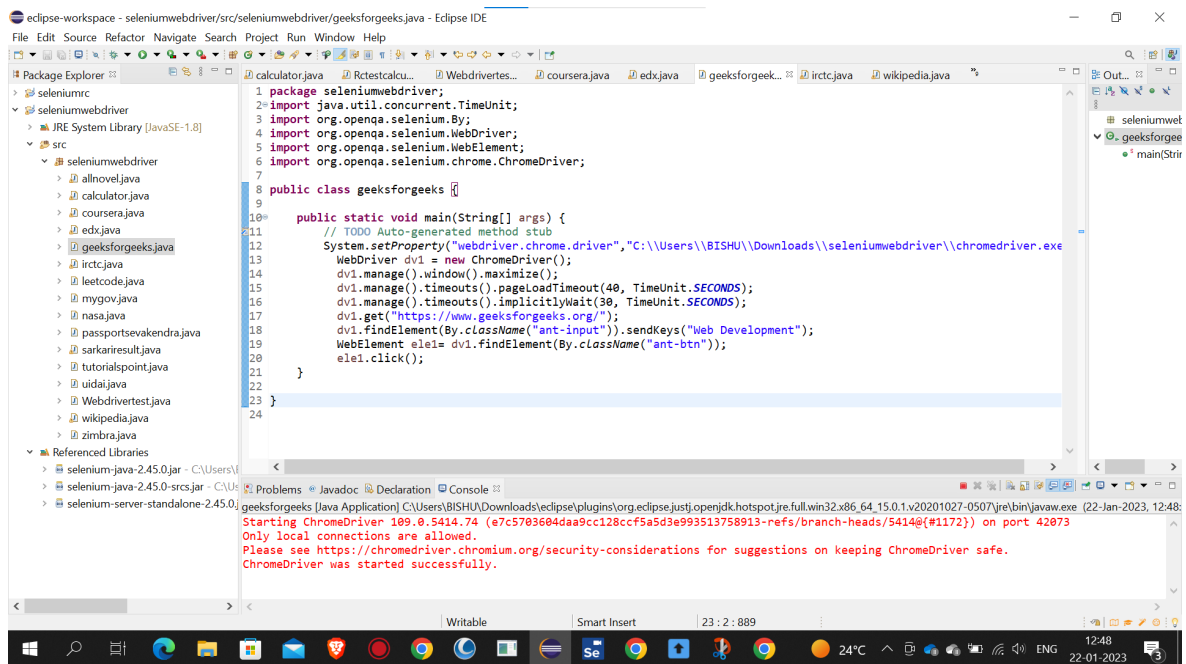 eclipse-workspace - seleniumwebdriver/src/seleniumwebdriver/geeksforgeeks.java - Eclipse IDE
File Edit Source Refactor Navigate Search Project Run Window Help
Package Explorer
seleniumrc
seleniumwebdriver
JRE System Library [JavaSE-1.8]
src
seleniumwebdriver
allnovel.java
calculator.java
coursera.java
edx.java
geeksforgeeks.java
irctc.java
leetcode.java
mygov.java
nasa.java
passportsevakendra.java
sarkariresult.java
tutorialspoint.java
uidai.java
Webdrivertest.java
wikipedia.java
zimbra.java
Referenced Libraries
selenium-java-2.45.0.jar - C:\Users\
selenium-java-2.45.0-srcs.jar - C:\Us
selenium-server-standalone-2.45.0.j
calculator.java Rctestcalcu... Webdrivertes... coursera.java edx.java geeksforgeek... irctc.java wikipedia.java
1 package seleniumwebdriver;
2 import java.util.concurrent.TimeUnit;
3 import org.openqa.selenium.By;
4 import org.openqa.selenium.WebDriver;
5 import org.openqa.selenium.WebElement;
6 import org.openqa.selenium.chrome.ChromeDriver;
7
8 public class geeksforgeeks {
9
10 public static void main(String[] args) {
11 // TODO Auto-generated method stub
12 System.setProperty("webdriver.chrome.driver","C:\\Users\\BISHU\\Downloads\\seleniumwebdriver\\chromedriver.exe
13 WebDriver dv1 = new ChromeDriver();
14 dv1.manage().window().maximize();
15 dv1.manage().timeouts().pageLoadTimeout(40, TimeUnit.SECONDS);
16 dv1.manage().timeouts().implicitlyWait(30, TimeUnit.SECONDS);
17 dv1.get("https://www.geeksforgeeks.org/");
18 dv1.findElement(By.className("ant-input")).sendKeys("Web Development");
19 WebElement ele1= dv1.findElement(By.className("ant-btn"));
20 ele1.click();
21 }
22
23 }
24
Out...
seleniumweb
geeksforgee
main(Strin
Problems Javadoc Declaration Console
geeksforgeeks [Java Application] C:\Users\BISHU\Downloads\eclipse\plugins\org.eclipse.justj.openjdk.hotspot.jre.full.win32.x86_64_15.0.1.v20201027-0507\jre\bin\javaw.exe (22-Jan-2023, 12:48:
Starting ChromeDriver 109.0.5414.74 (e7c5703604daa9cc128ccf5a5d3e993513758913-refs/branch-heads/5414@{#1172}) on port 42073
Only local connections are allowed.
Please see https://chromedriver.chromium.org/security-considerations for suggestions on keeping ChromeDriver safe.
ChromeDriver was started successfully.
Writable Smart Insert 23 : 2 : 889
Se 24°C ENG 12:48
22-01-2023 3